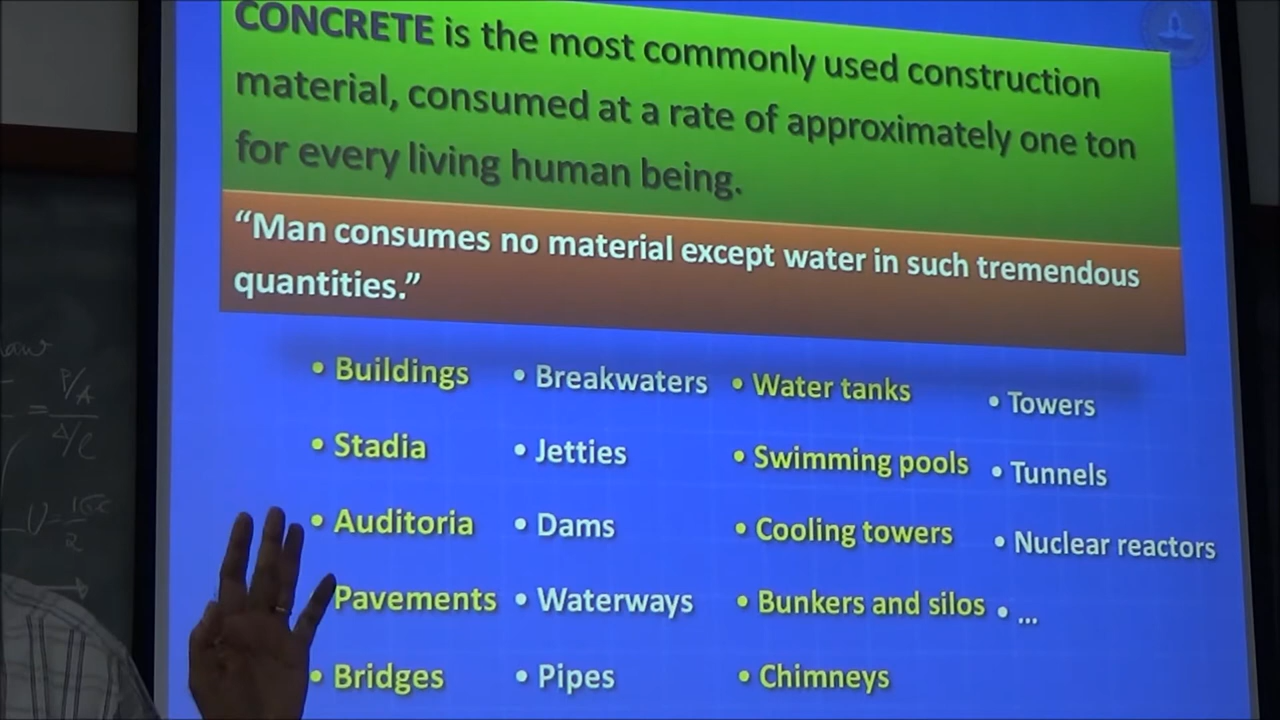 CONCRETE is the most commonly used construction
material, consumed at a rate of approximately one ton
for every living human being.
“Man consumes no material except water in such tremendous
quantities.”
• Buildings
• Stadia
• Auditoria
Pavements
• Bridges
• Breakwaters
• Jetties
• Dams
• Waterways
• Pipes
• Water tanks
• Swimming pools
• Cooling towers
• Bunkers and silos
• Chimneys
• Towers
• Tunnels
• Nuclear reactors
• ...
= P/A